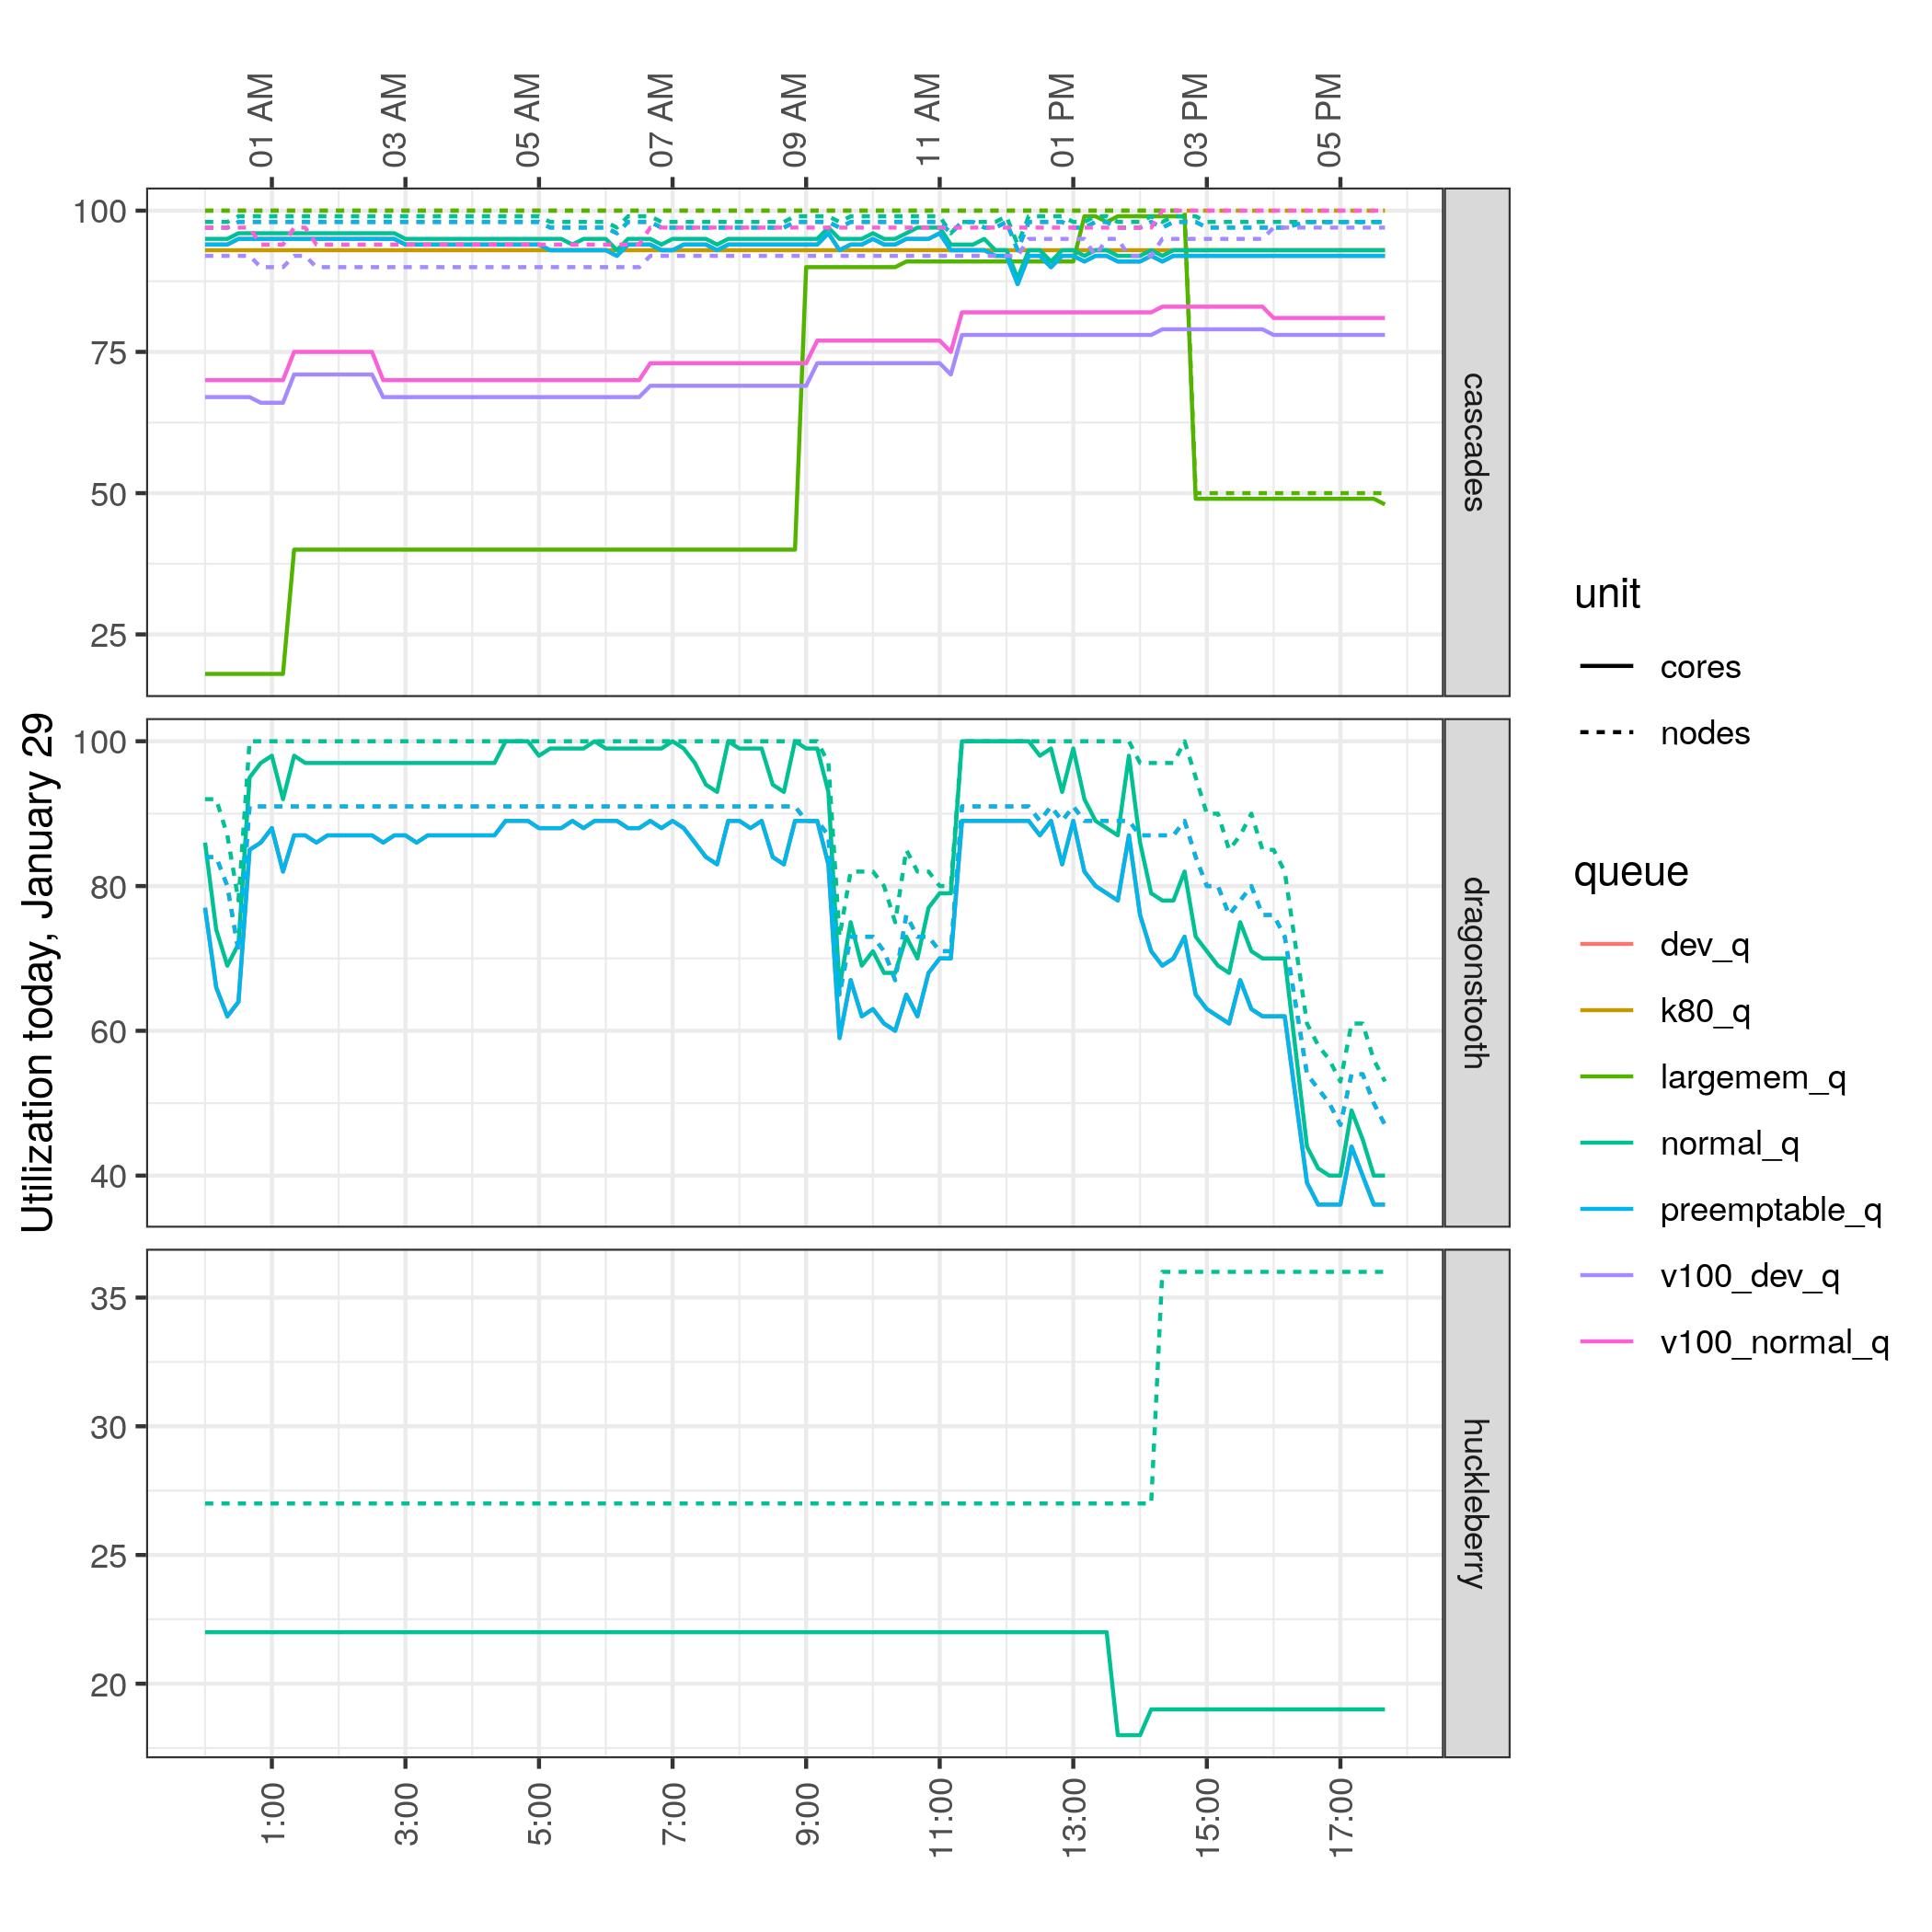 01 AM
03 AM
05 AM
07 AM
09 AM
11 AM
01 PM
03 PM
05 PM
100
75
50
25
cascades
100
80
60
40
dragonstooth
35
30
25
20
huckleberry
1:00
3:00
5:00
7:00
9:00
11:00
13:00
15:00
17:00
Utilization today, January 29
unit
cores
nodes
queue
dev_q
k80_q
largemem_q
normal_q
preemptable_q
v100_dev_q
v100_normal_q